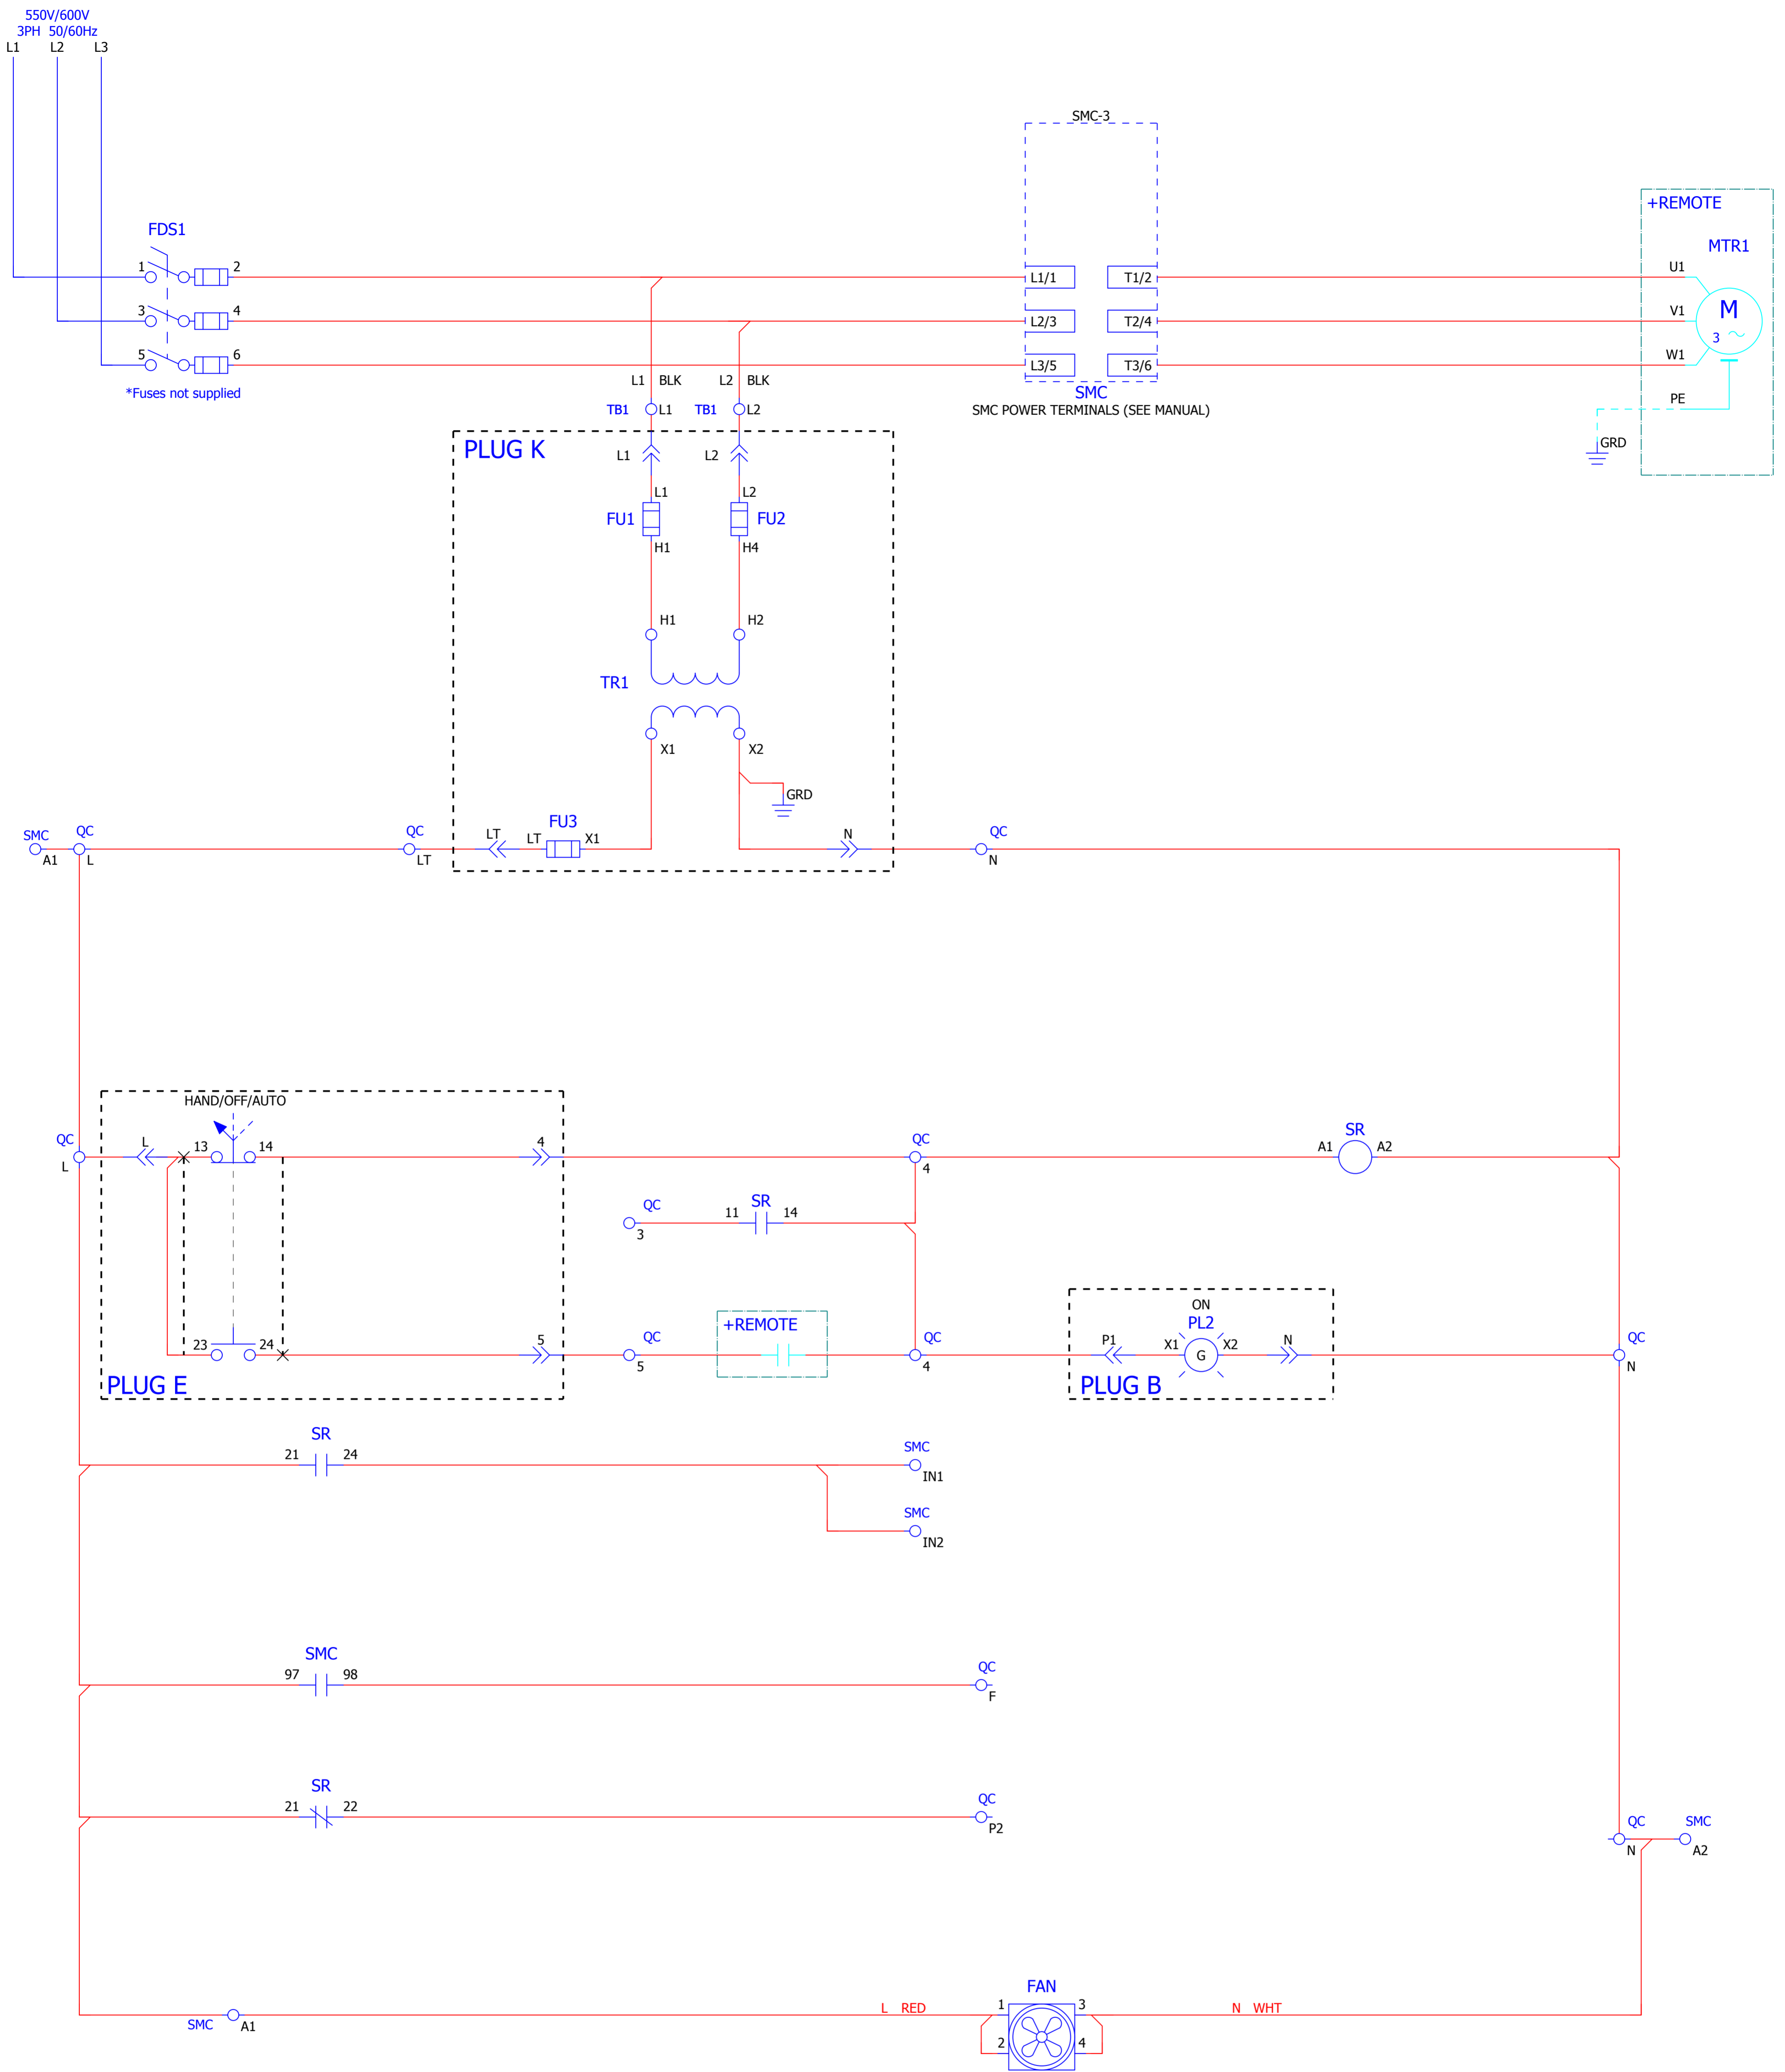 550V/600V
3PH 50/60Hz
L1 L2 L3
SMC-3
+REMOTE
MTR1
FDS1
1 2 L1/1 T1/2 U1
3 4 L2/3 T2/4 V1 M
3
5 6 L3/5 T3/6 W1
*Fuses not supplied
L1 BLK L2 BLK
SMC
PE
TB1 L1 TB1 L2
SMC POWER TERMINALS (SEE MANUAL)
GRD
PLUG K
L1 L2
L1 L2
FU1 FU2
H1 H4
H1 H2
TR1
X1 X2
GRD
SMC QC QC LT LT FU3 X1 N QC
A1 L LT N
HAND/OFF/AUTO
QC L 13 14 4 QC A1 SR A2
L 4
QC 11 SR 14
3
+REMOTE
ON
PL2
23 24 5 QC P1 X1 G X2 N QC
5 4 N
PLUG E PLUG B
SR
21 24 SMC
IN1
SMC
IN2
SMC
97 98 QC
F
SR
21 22 QC
P2
QC SMC
N A2
FAN
L RED 1 3 N WHT
SMC A1
2 4